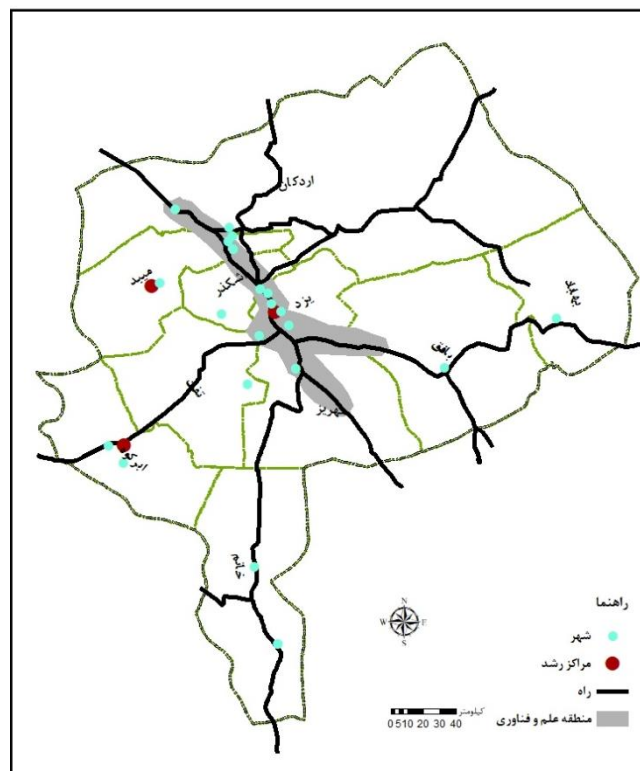 اردکان
میبد
اشکذر
یزد
بهاباد
بافق
تفت
مهریز
ابرکوه
خاتم
N
W E
S
راهنما
شهر
مراکز رشد
راه
منطقه علم و فناوری
کیلومتر
0 5 10 20 30 40